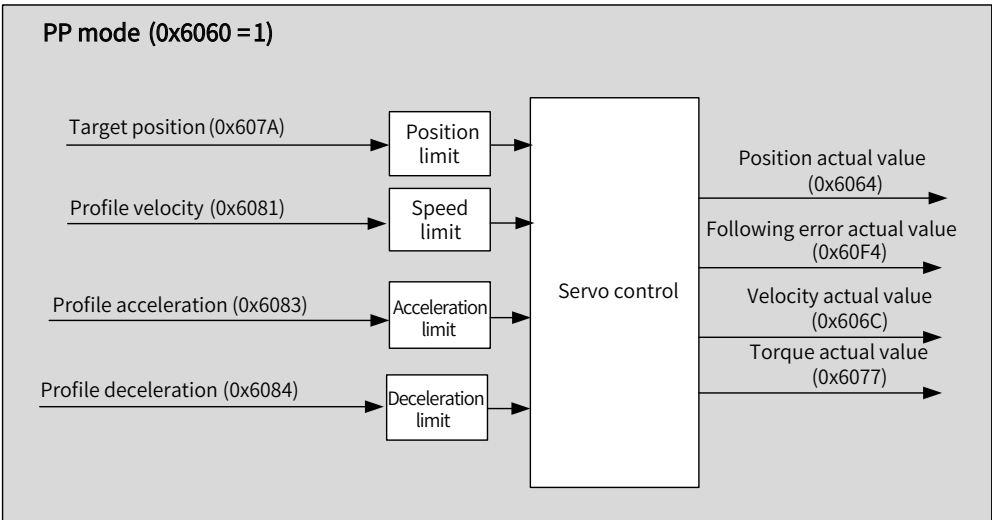 PP mode (0x6060 =1)
Target position (0x607A)
Position
limit
Profile velocity (0x6081)
Speed
limit
Profile acceleration (0x6083)
Acceleration
limit
Profile deceleration (0x6084)
Deceleration
limit
Servo control
Position actual value
(0x6064)
Following error actual value
(0x60F4)
Velocity actual value
(0x606C)
Torque actual value
(0x6077)